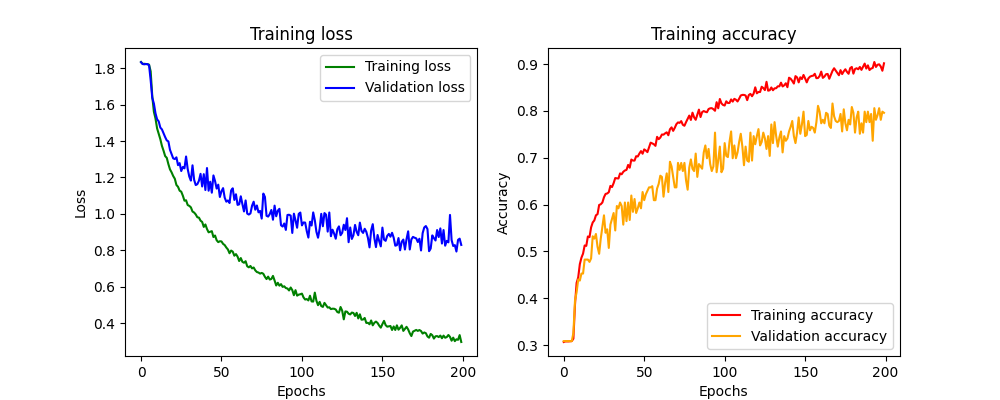 Training loss
Loss
1.8
1.6
1.4
1.2
1.0
0.8
0.6
0.4
Training loss
Validation loss
0
50
100
150
200
Epochs
Training accuracy
Accuracy
0.9
0.8
0.7
0.6
0.5
0.4
0.3
Training accuracy
Validation accuracy
0
50
100
150
200
Epochs